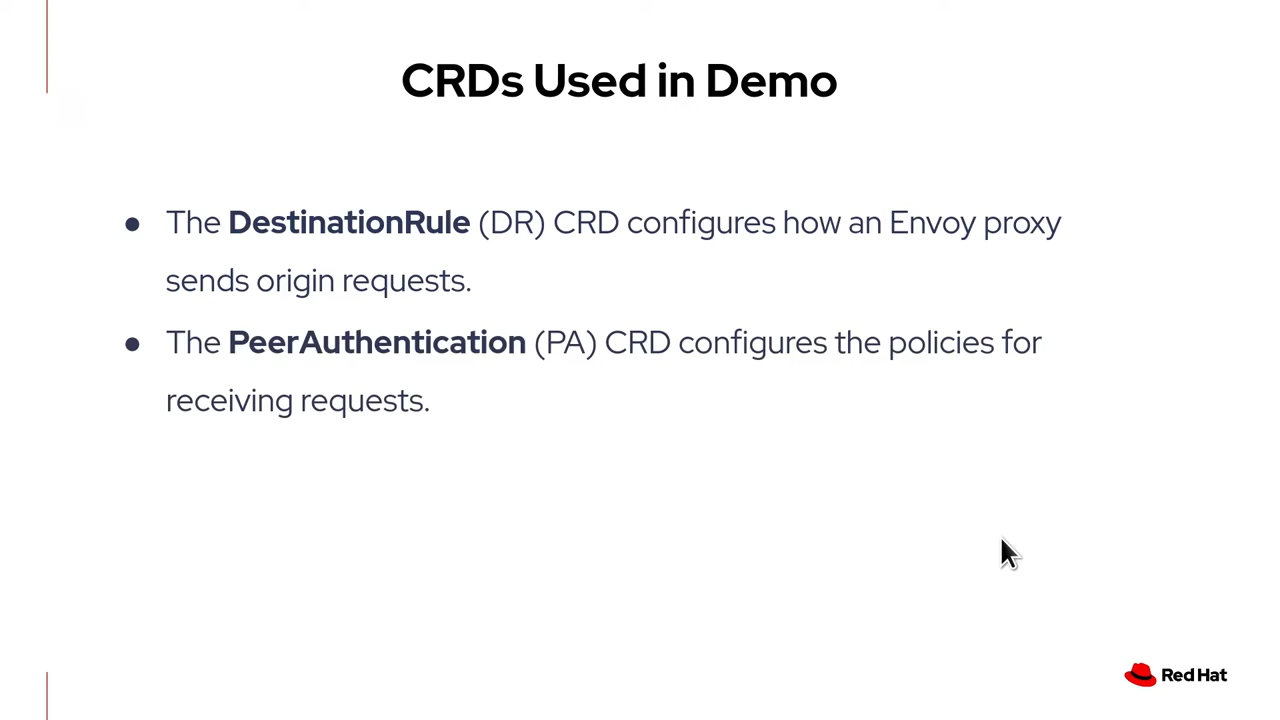 CRDs Used in Demo
● The DestinationRule (DR) CRD configures how an Envoy proxy
sends origin requests.
● The PeerAuthentication (PA) CRD configures the policies for
receiving requests.
Red Hat